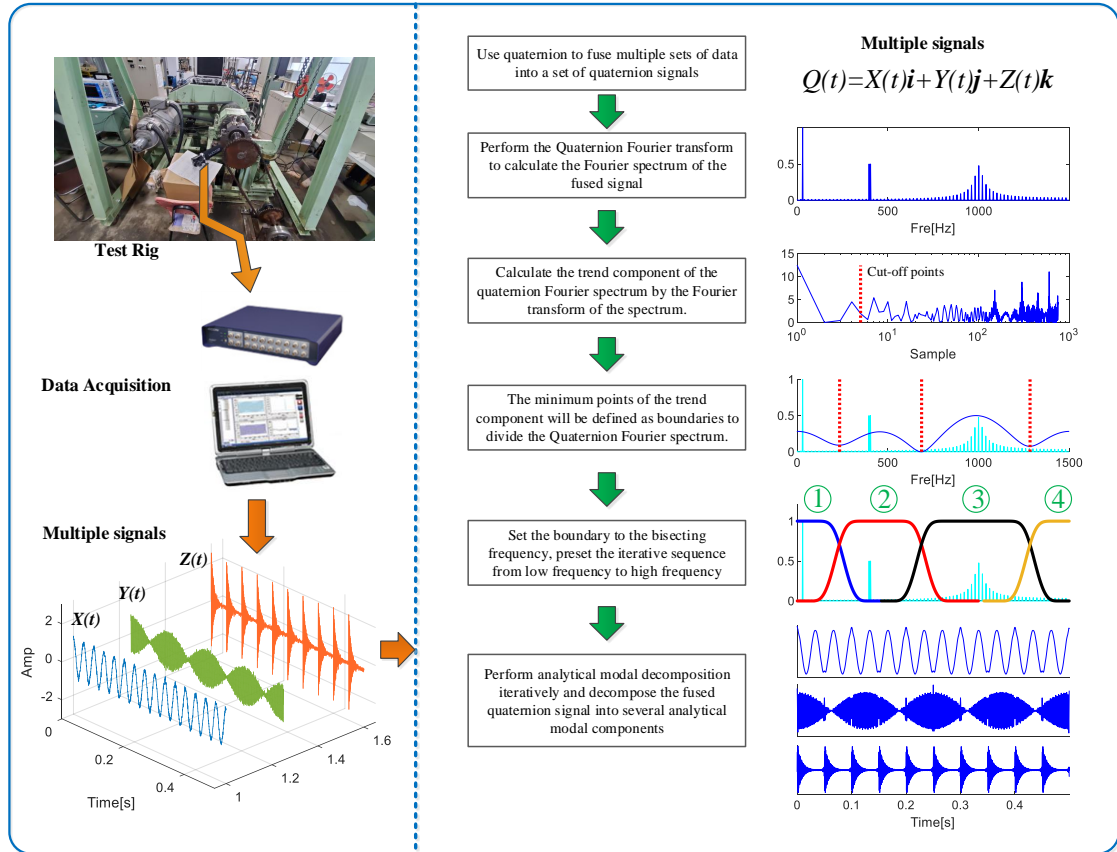 Test Rig
Data Acquisition
Multiple signals
X(t)
Y(t)
Z(t)
Amp
2
0
-2
0
0.2
0.4
Time[s]
1
1.2
1.4
1.6
Use quaternion to fuse multiple sets of data
into a set of quaternion signals
Perform the Quaternion Fourier transform
to calculate the Fourier spectrum of the
fused signal
Calculate the trend component of the
quaternion Fourier spectrum by the Fourier
transform of the spectrum.
The minimum points of the trend
component will be defined as boundaries to
divide the Quaternion Fourier spectrum.
Set the boundary to the bisecting
frequency, preset the iterative sequence
from low frequency to high frequency
Perform analytical modal decomposition
iteratively and decompose the fused
quaternion signal into several analytical
modal components
Multiple signals
Q(t)=X(t)i+Y(t)j+Z(t)k
0.5
0
0 500 1000
Fre[Hz]
15
10
5
0
Cut-off points
10⁰ 10¹ 10² 10³
Sample
1
0.5
0
0 500 1000 1500
Fre[Hz]
① ② ③ ④
1
0.5
0
0 0.1 0.2 0.3 0.4
Time[s]